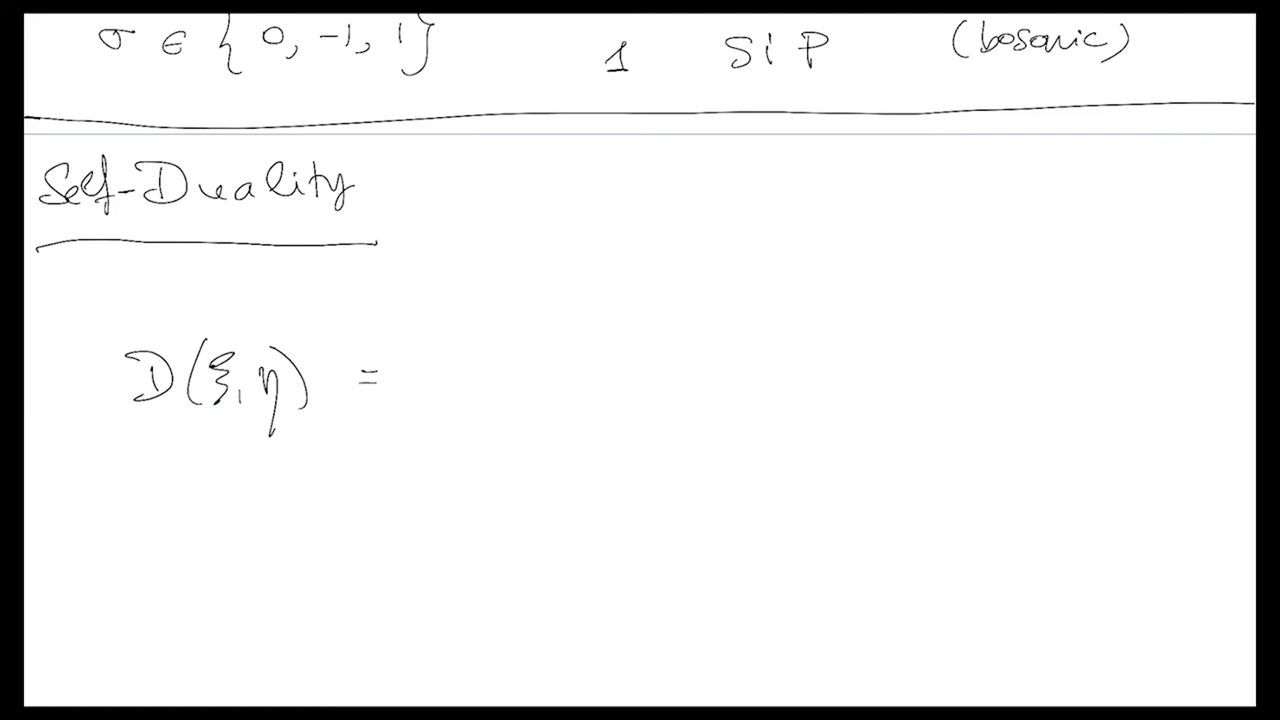 σ ∈ { 0, -1, 1 } 1 SiP (bosonic)
Self-Duality
D(ξ, η) =